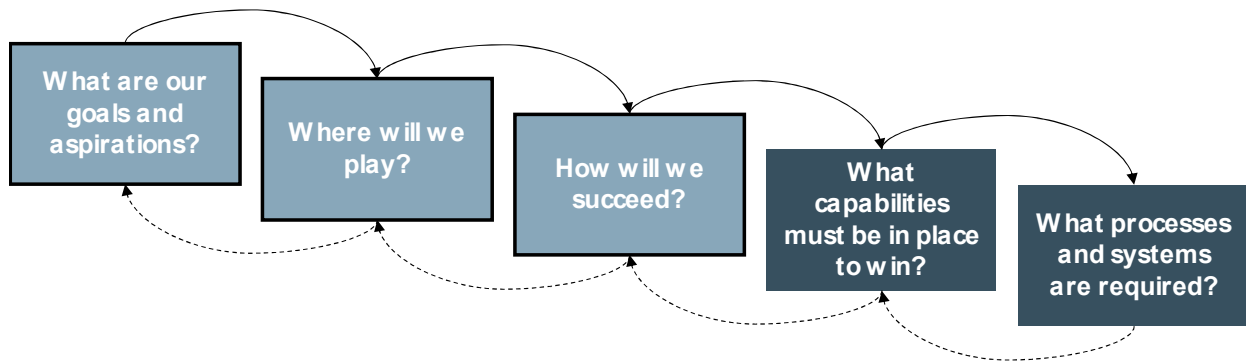 What are our
goals and
aspirations?
Where will we
play?
How will we
succeed?
What
capabilities
must be in place
to win?
What processes
and systems
are required?